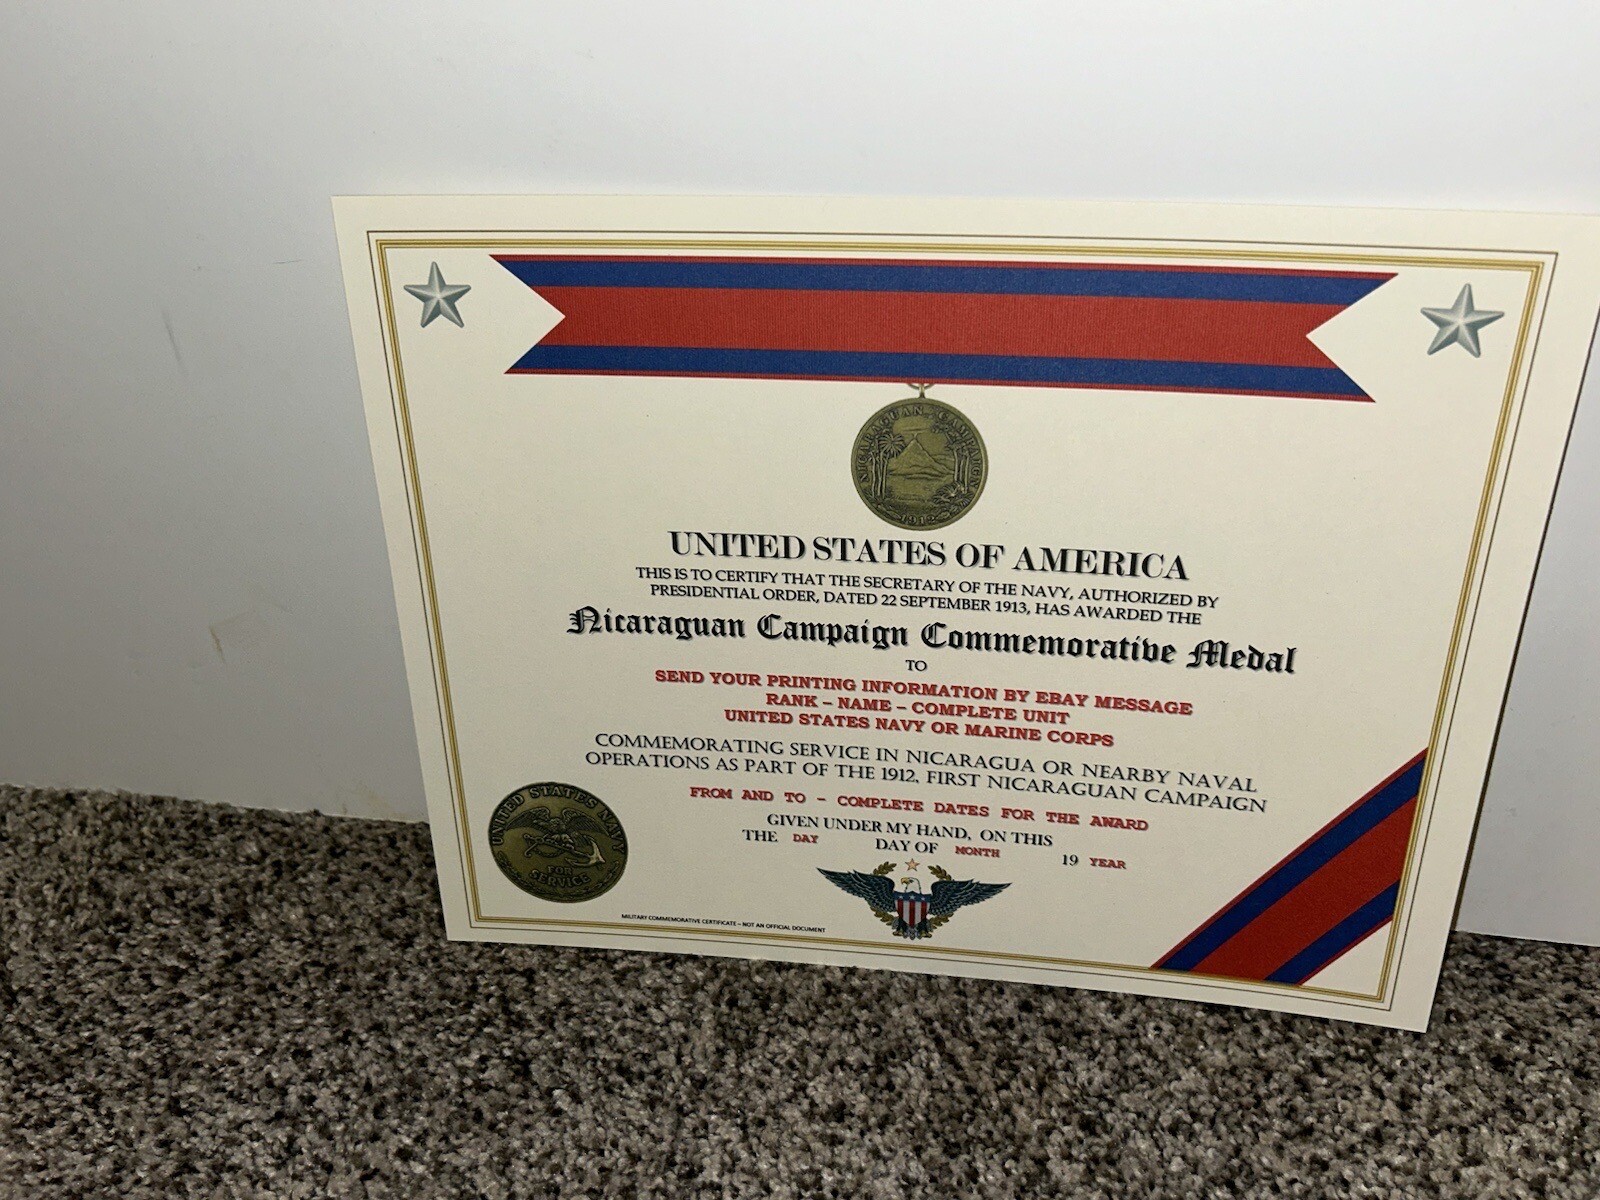 NICARAGUAN CAMPAIGN
1912
UNITED STATES OF AMERICA
THIS IS TO CERTIFY THAT THE SECRETARY OF THE NAVY, AUTHORIZED BY
PRESIDENTIAL ORDER, DATED 22 SEPTEMBER 1913, HAS AWARDED THE
Nicaraguan Campaign Commemorative Medal
TO
SEND YOUR PRINTING INFORMATION BY EBAY MESSAGE
RANK – NAME – COMPLETE UNIT
UNITED STATES NAVY OR MARINE CORPS
COMMEMORATING SERVICE IN NICARAGUA OR NEARBY NAVAL
OPERATIONS AS PART OF THE 1912, FIRST NICARAGUAN CAMPAIGN
FROM AND TO – COMPLETE DATES FOR THE AWARD
GIVEN UNDER MY HAND, ON THIS
THE DAY DAY OF MONTH 19 YEAR
UNITED STATES NAVY
FOR
SERVICE
MILITARY COMMEMORATIVE CERTIFICATE – NOT AN OFFICIAL DOCUMENT